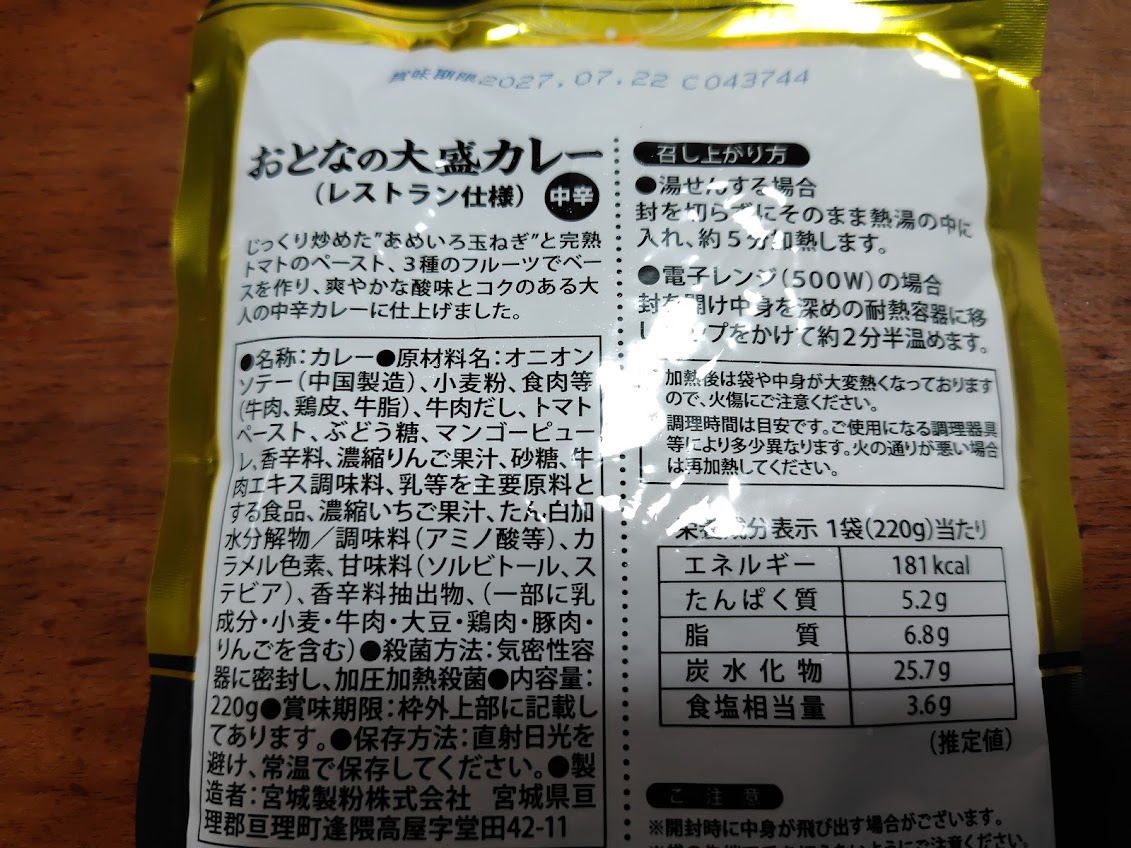 賞味期限2027.07.22 C043744
おとなの大盛カレー
(レストラン仕様) 中辛
じっくり炒めた"あめいろ玉ねぎ"と完熟
トマトのペースト、3種のフルーツでベー
スを作り、爽やかな酸味とコクのある大
人の中辛カレーに仕上げました。
●名称:カレー●原材料名:オニオン
ソテー(中国製造)、小麦粉、食肉等
(牛肉、鶏皮、牛脂)、牛肉だし、トマト
ペースト、ぶどう糖、マンゴーピュー
レ、香辛料、濃縮りんご果汁、砂糖、牛
肉エキス調味料、乳等を主要原料と
する食品、濃縮いちご果汁、たん白加
水分解物/調味料(アミノ酸等)、カ
ラメル色素、甘味料(ソルビトール、ス
テビア)、香辛料抽出物、(一部に乳
成分・小麦・牛肉・大豆・鶏肉・豚肉・
りんごを含む)●殺菌方法:気密性容
器に密封し、加圧加熱殺菌●内容量:
220g●賞味期限:枠外上部に記載し
てあります。●保存方法:直射日光を
避け、常温で保存してください。●製
造者:宮城製粉株式会社 宮城県亘
理郡亘理町逢隈高屋字堂田42-11
召し上がり方
●湯せんする場合
封を切らずにそのまま熱湯の中に
入れ、約5分加熱します。
●電子レンジ(500W)の場合
封を開け中身を深めの耐熱容器に移
し、ラップをかけて約2分半温めます。
加熱後は袋や中身が大変熱くなっております
ので、火傷にご注意ください。
調理時間は目安です。ご使用になる調理器具
等により多少異なります。火の通りが悪い場合
は再加熱してください。
栄養成分表示 1袋(220g)当たり
エネルギー 181kcal
たんぱく質 5.2g
脂質 6.8g
炭水化物 25.7g
食塩相当量 3.6g
(推定値)
ご注意
※開封時に中身が飛び出す場合がございます。